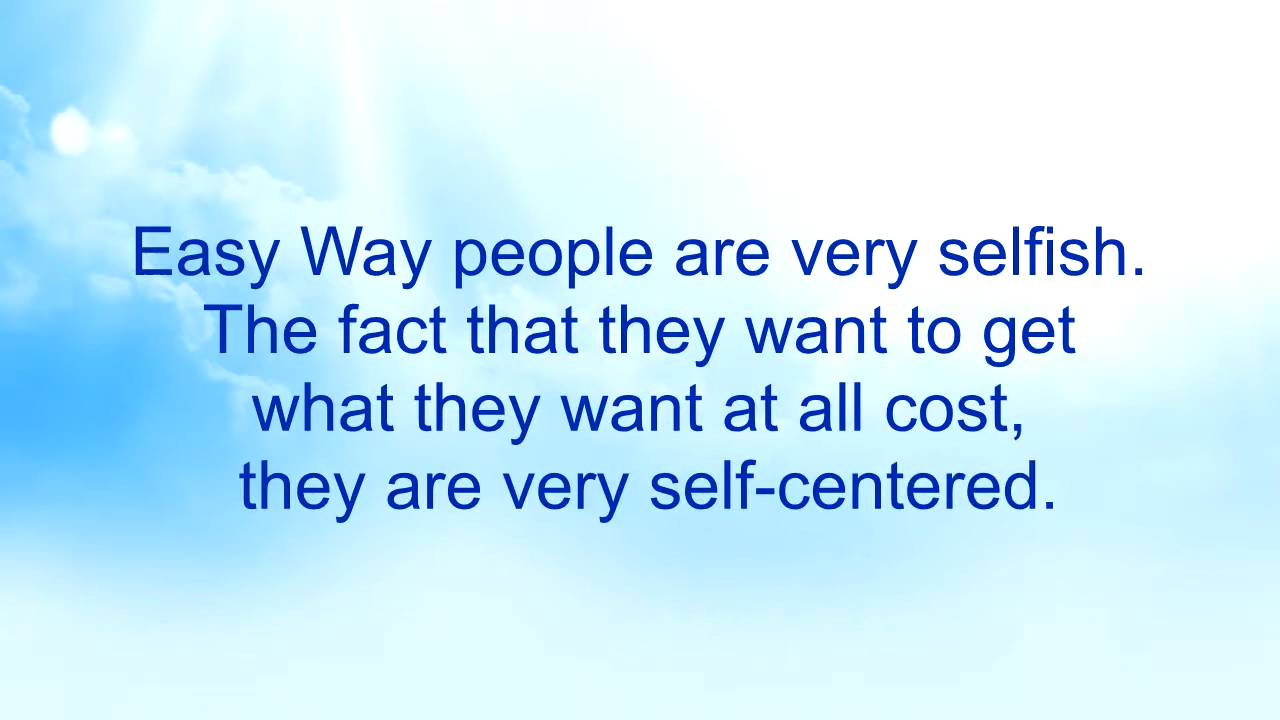 Easy Way people are very selfish.
The fact that they want to get
what they want at all cost,
they are very self-centered.